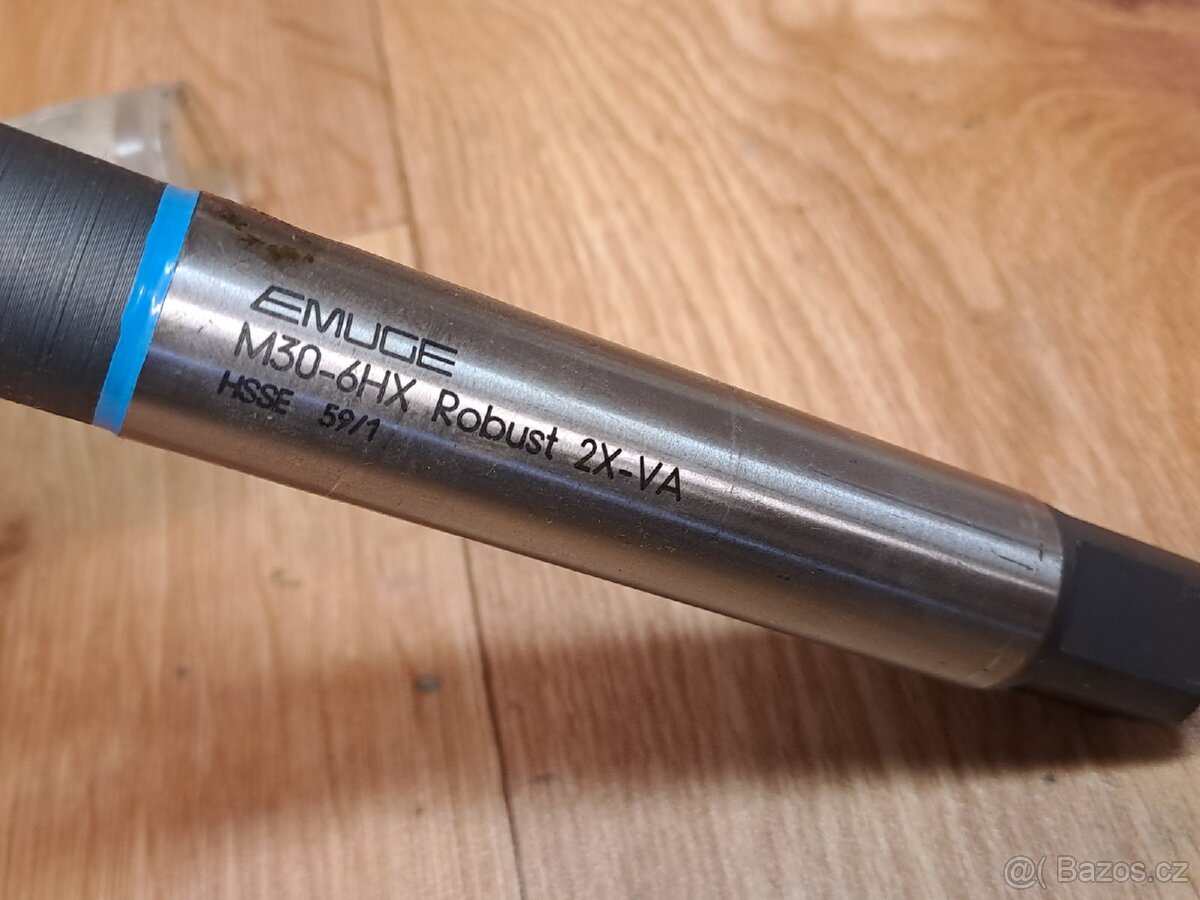 EMUGE
M30-6HX Robust 2X-VA
HSSE 59/1
@( Bazos.cz